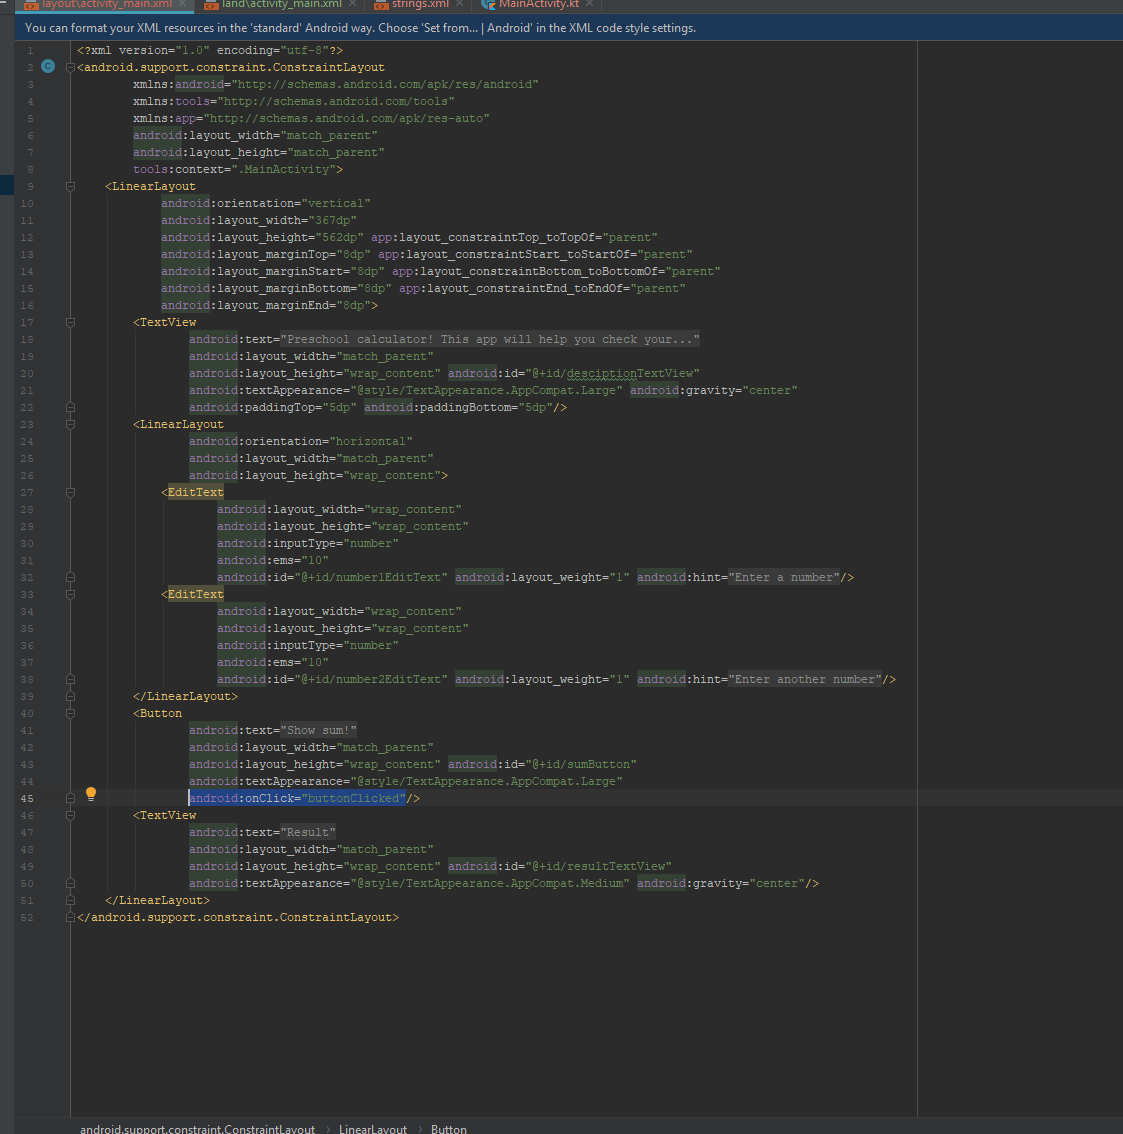 layout\activity_main.xml land\activity_main.xml strings.xml MainActivity.kt
You can format your XML resources in the 'standard' Android way. Choose 'Set from... | Android' in the XML code style settings.
1 <?xml version="1.0" encoding="utf-8"?>
2 C <android.support.constraint.ConstraintLayout
3 xmlns:android="http://schemas.android.com/apk/res/android"
4 xmlns:tools="http://schemas.android.com/tools"
5 xmlns:app="http://schemas.android.com/apk/res-auto"
6 android:layout_width="match_parent"
7 android:layout_height="match_parent"
8 tools:context=".MainActivity">
9 <LinearLayout
10 android:orientation="vertical"
11 android:layout_width="367dp"
12 android:layout_height="562dp" app:layout_constraintTop_toTopOf="parent"
13 android:layout_marginTop="8dp" app:layout_constraintStart_toStartOf="parent"
14 android:layout_marginStart="8dp" app:layout_constraintBottom_toBottomOf="parent"
15 android:layout_marginBottom="8dp" app:layout_constraintEnd_toEndOf="parent"
16 android:layout_marginEnd="8dp">
17 <TextView
18 android:text="Preschool calculator! This app will help you check your..."
19 android:layout_width="match_parent"
20 android:layout_height="wrap_content" android:id="@+id/desciptionTextView"
21 android:textAppearance="@style/TextAppearance.AppCompat.Large" android:gravity="center"
22 android:paddingTop="5dp" android:paddingBottom="5dp"/>
23 <LinearLayout
24 android:orientation="horizontal"
25 android:layout_width="match_parent"
26 android:layout_height="wrap_content">
27 <EditText
28 android:layout_width="wrap_content"
29 android:layout_height="wrap_content"
30 android:inputType="number"
31 android:ems="10"
32 android:id="@+id/number1EditText" android:layout_weight="1" android:hint="Enter a number"/>
33 <EditText
34 android:layout_width="wrap_content"
35 android:layout_height="wrap_content"
36 android:inputType="number"
37 android:ems="10"
38 android:id="@+id/number2EditText" android:layout_weight="1" android:hint="Enter another number"/>
39 </LinearLayout>
40 <Button
41 android:text="Show sum!"
42 android:layout_width="match_parent"
43 android:layout_height="wrap_content" android:id="@+id/sumButton"
44 android:textAppearance="@style/TextAppearance.AppCompat.Large"
45 android:onClick="buttonClicked"/>
46 <TextView
47 android:text="Result"
48 android:layout_width="match_parent"
49 android:layout_height="wrap_content" android:id="@+id/resultTextView"
50 android:textAppearance="@style/TextAppearance.AppCompat.Medium" android:gravity="center"/>
51 </LinearLayout>
52 </android.support.constraint.ConstraintLayout>
android.support.constraint.ConstraintLayout › LinearLayout › Button